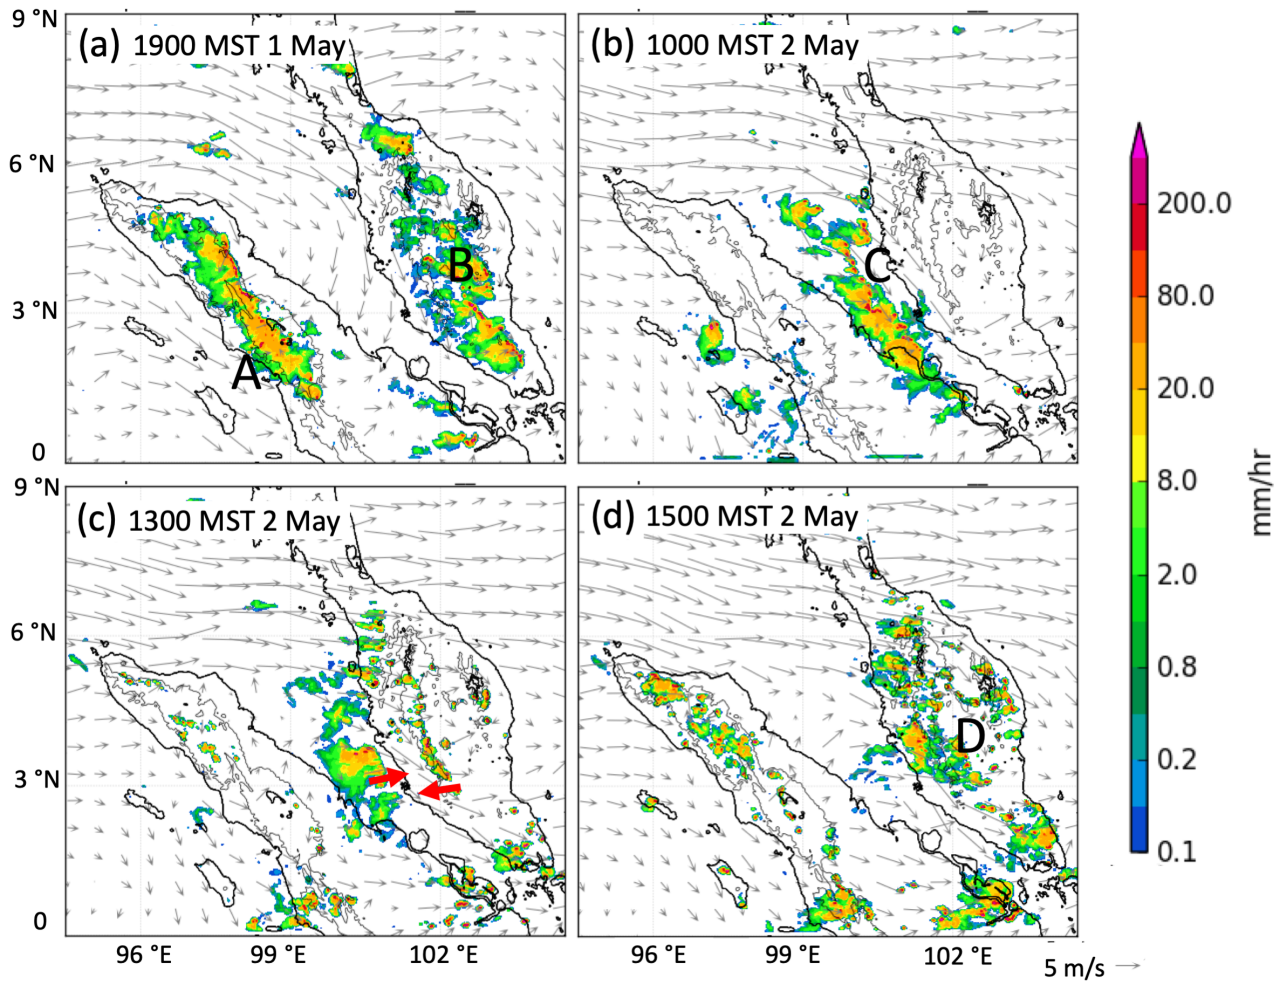 9 °N
(a) 1900 MST 1 May
(b) 1000 MST 2 May
6 °N
3 °N
0
A
B
C
9 °N
(c) 1300 MST 2 May
(d) 1500 MST 2 May
6 °N
3 °N
0
D
96 °E
99 °E
102 °E
96 °E
99 °E
102 °E
5 m/s
200.0
80.0
20.0
8.0
2.0
0.8
0.2
0.1
mm/hr